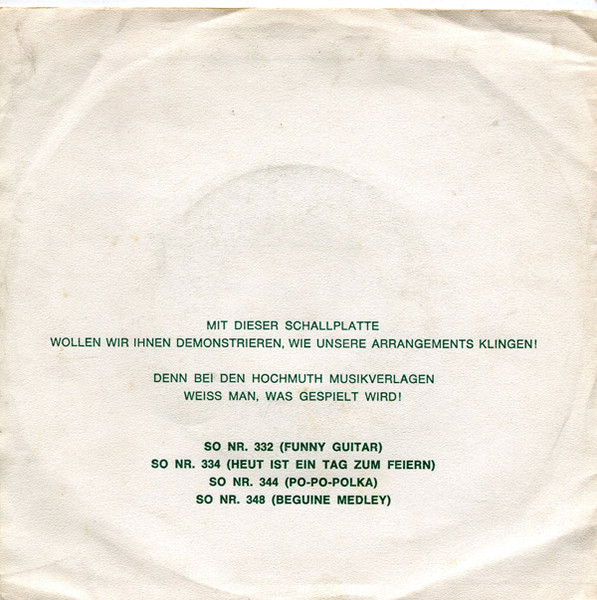 MIT DIESER SCHALLPLATTE
WOLLEN WIR IHNEN DEMONSTRIEREN, WIE UNSERE ARRANGEMENTS KLINGEN!
DENN BEI DEN HOCHMUTH MUSIKVERLAGEN
WEISS MAN, WAS GESPIELT WIRD!
SO NR. 332 (FUNNY GUITAR)
SO NR. 334 (HEUT IST EIN TAG ZUM FEIERN)
SO NR. 344 (PO-PO-POLKA)
SO NR. 348 (BEGUINE MEDLEY)